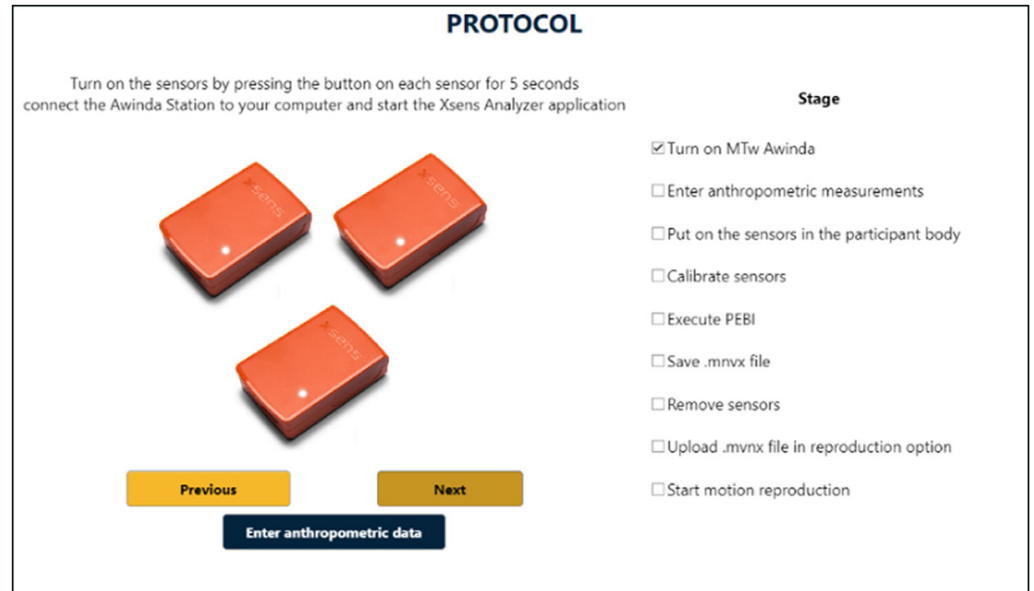 PROTOCOL
Turn on the sensors by pressing the button on each sensor for 5 seconds
connect the Awinda Station to your computer and start the Xsens Analyzer application
Stage
Turn on MTw Awinda
Enter anthropometric measurements
Put on the sensors in the participant body
Calibrate sensors
Execute PEBI
Save .mnvx file
Remove sensors
Upload .mvnx file in reproduction option
Start motion reproduction
xsens
xsens
xsens
Previous
Next
Enter anthropometric data